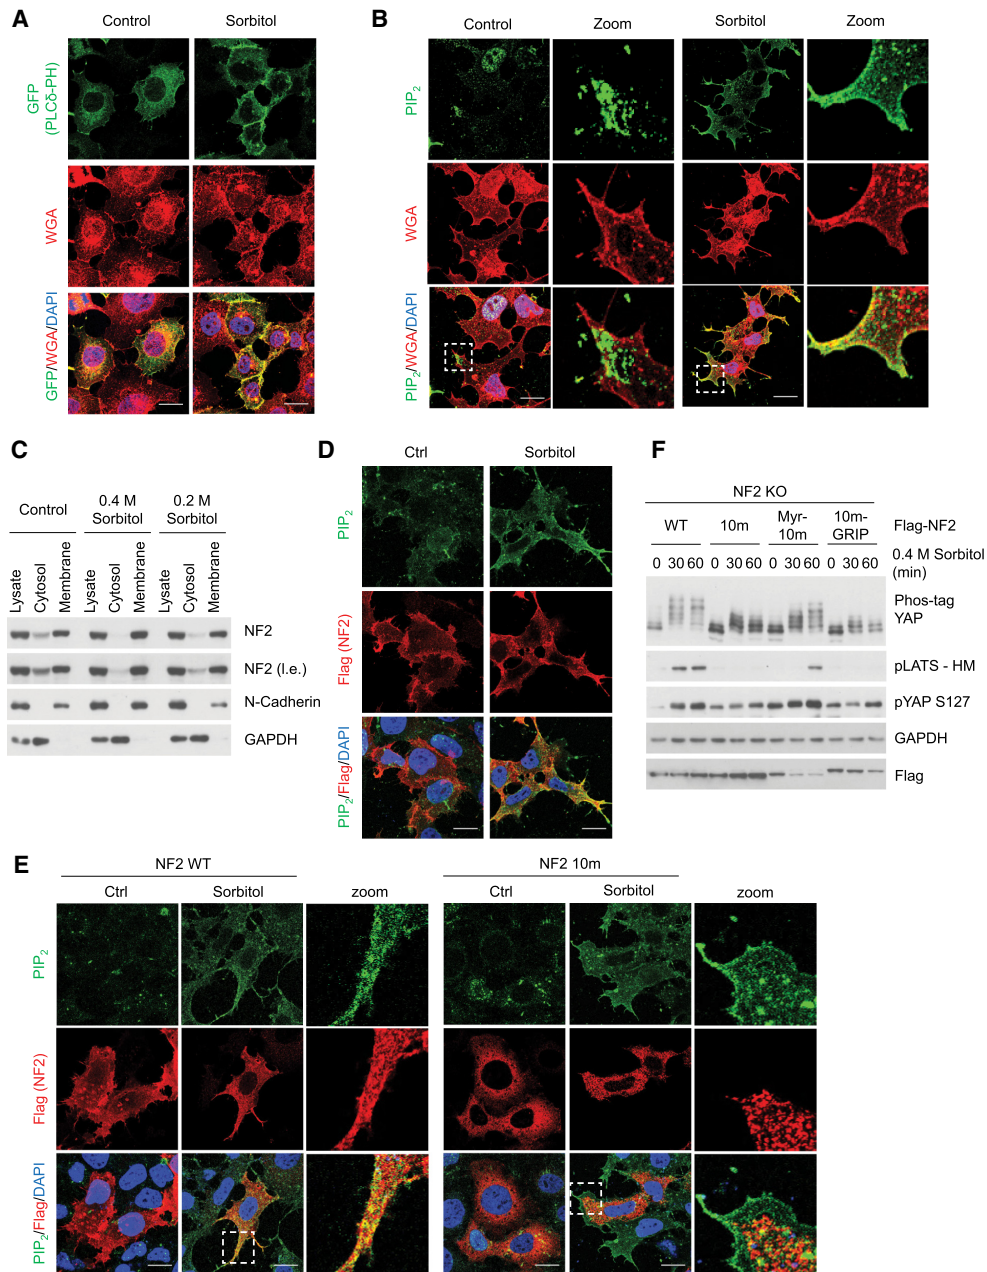 A
Control
Sorbitol
GFP
(PLCδ-PH)
WGA
GFP/WGA/DAPI
B
Control
Zoom
Sorbitol
Zoom
PIP2
WGA
PIP2/WGA/DAPI
C
Control
0.4 M
Sorbitol
0.2 M
Sorbitol
Lysate
Cytosol
Membrane
Lysate
Cytosol
Membrane
Lysate
Cytosol
Membrane
NF2
NF2 (l.e.)
N-Cadherin
GAPDH
D
Ctrl
Sorbitol
PIP2
Flag (NF2)
PIP2/Flag/DAPI
F
NF2 KO
WT
10m
Myr-
10m
10m-
GRIP
Flag-NF2
0 30 60 0 30 60 0 30 60 0 30 60
0.4 M Sorbitol
(min)
Phos-tag
YAP
pLATS - HM
pYAP S127
GAPDH
Flag
E
NF2 WT
Ctrl
Sorbitol
zoom
NF2 10m
Ctrl
Sorbitol
zoom
PIP2
Flag (NF2)
PIP2/Flag/DAPI